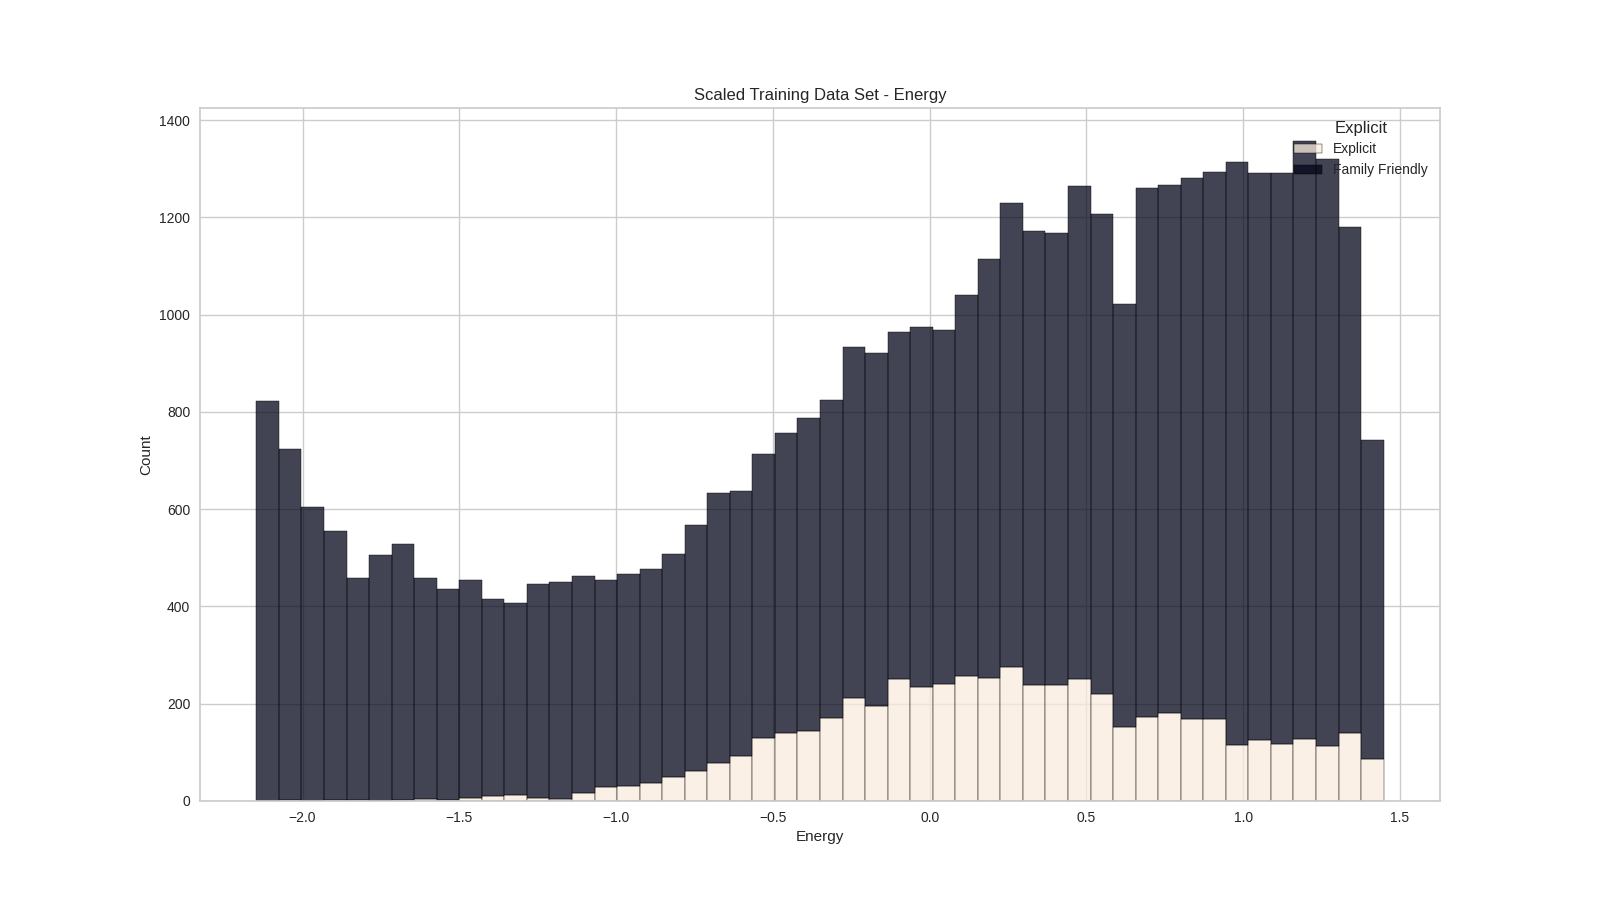 Scaled Training Data Set - Energy
Explicit
Explicit
Family Friendly
Count
1400
1200
1000
800
600
400
200
0
−2.0 −1.5 −1.0 −0.5 0.0 0.5 1.0 1.5
Energy